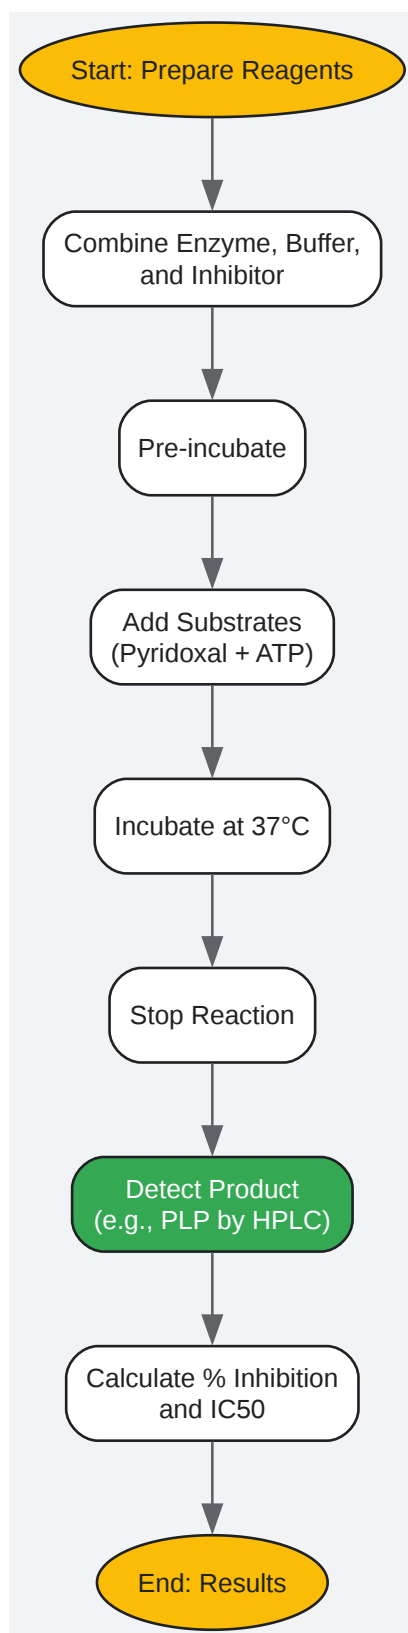 Start: Prepare Reagents
Combine Enzyme, Buffer,
and Inhibitor
Pre-incubate
Add Substrates
(Pyridoxal + ATP)
Incubate at 37°C
Stop Reaction
Detect Product
(e.g., PLP by HPLC)
Calculate % Inhibition
and IC50
End: Results